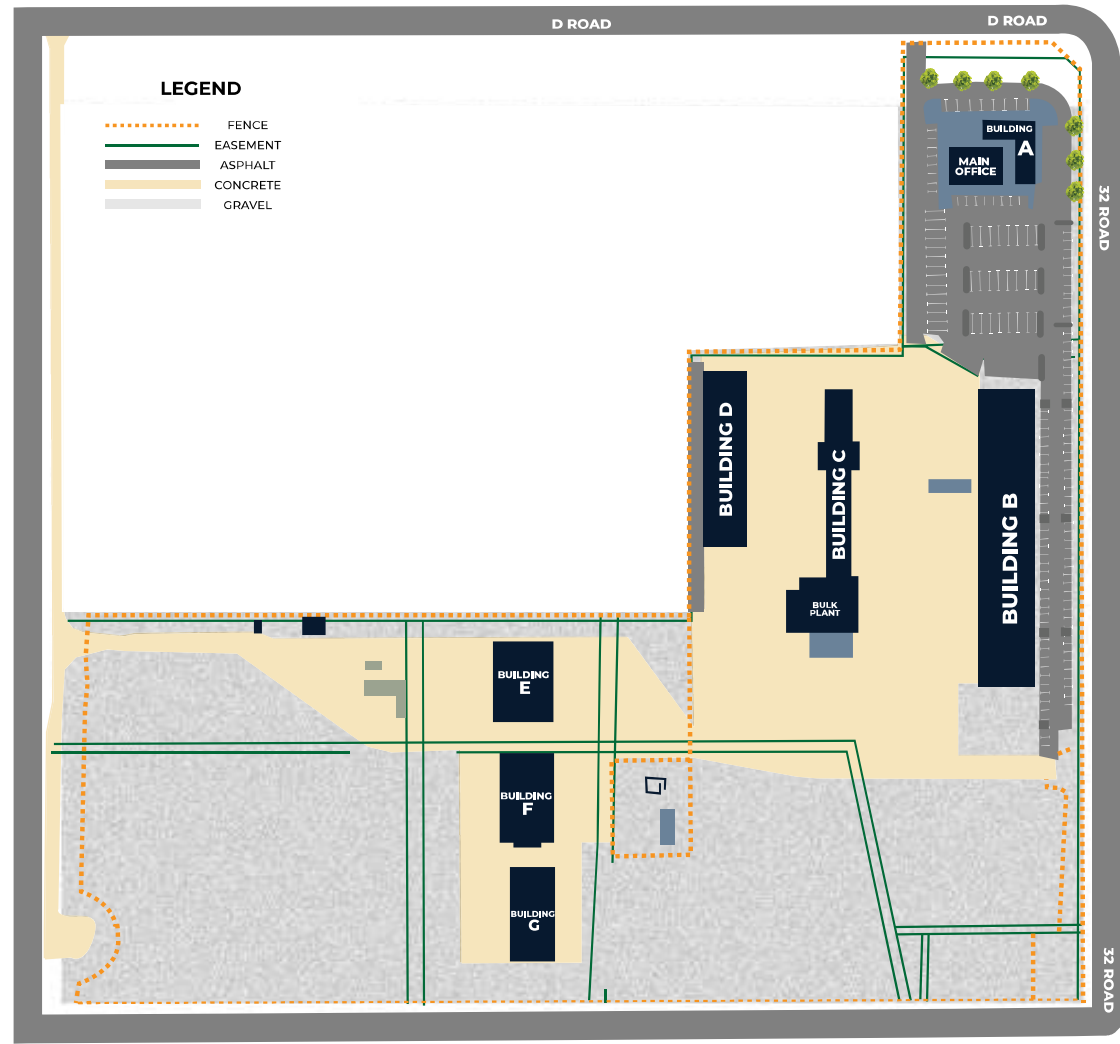 D ROAD
D ROAD
LEGEND
FENCE
EASEMENT
ASPHALT
CONCRETE
GRAVEL
BUILDING
A
MAIN
OFFICE
32 ROAD
BUILDING D
BUILDING C
BUILDING B
BULK
PLANT
BUILDING
E
BUILDING
F
BUILDING
G
32 ROAD